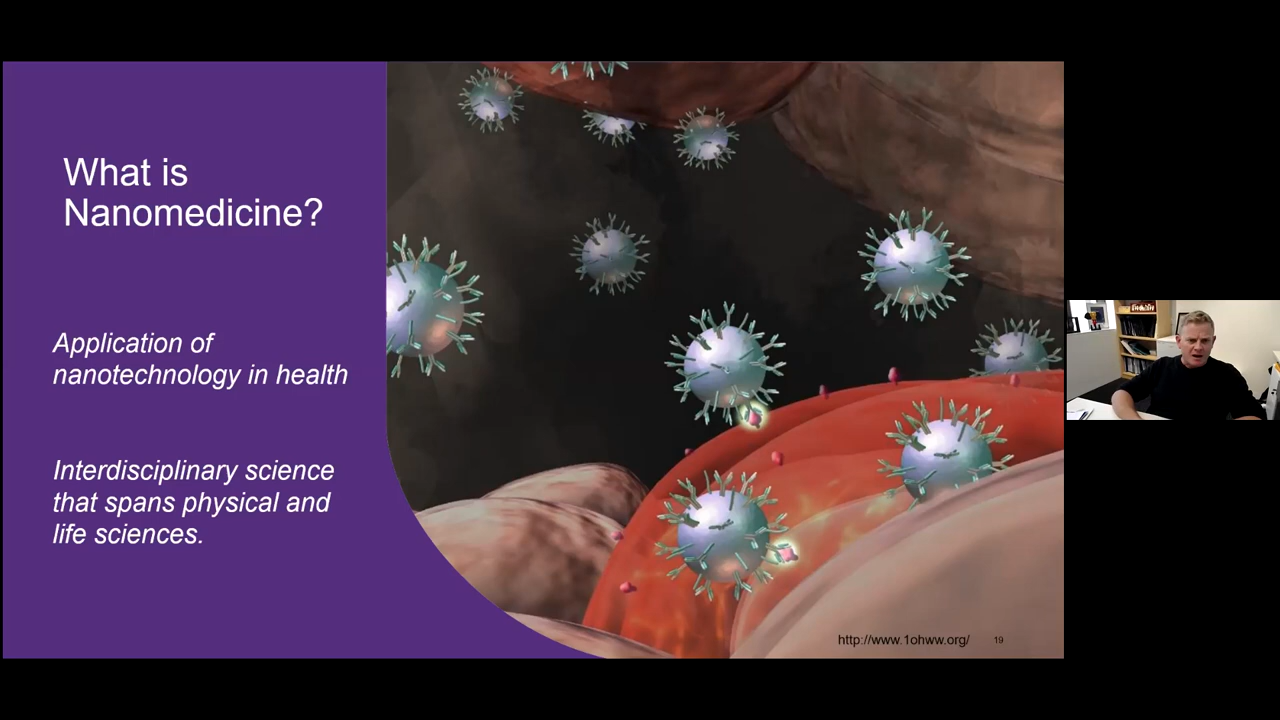 What is
Nanomedicine?
Application of
nanotechnology in health
Interdisciplinary science
that spans physical and
life sciences.
http://www.1ohww.org/
19